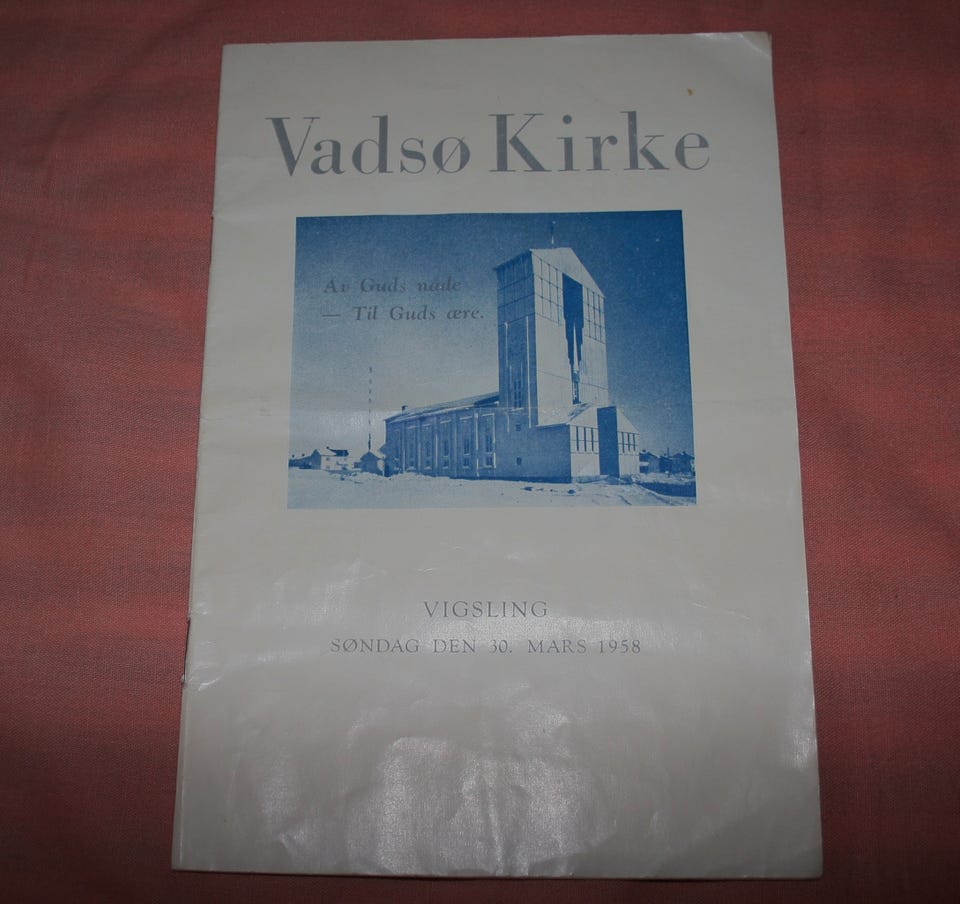 Vadsø Kirke
Av Guds nåde
— Til Guds ære.
VIGSLING
SØNDAG DEN 30. MARS 1958